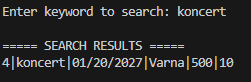 Enter keyword to search: koncert
===== SEARCH RESULTS =====
4|koncert|01/20/2027|Varna|500|10